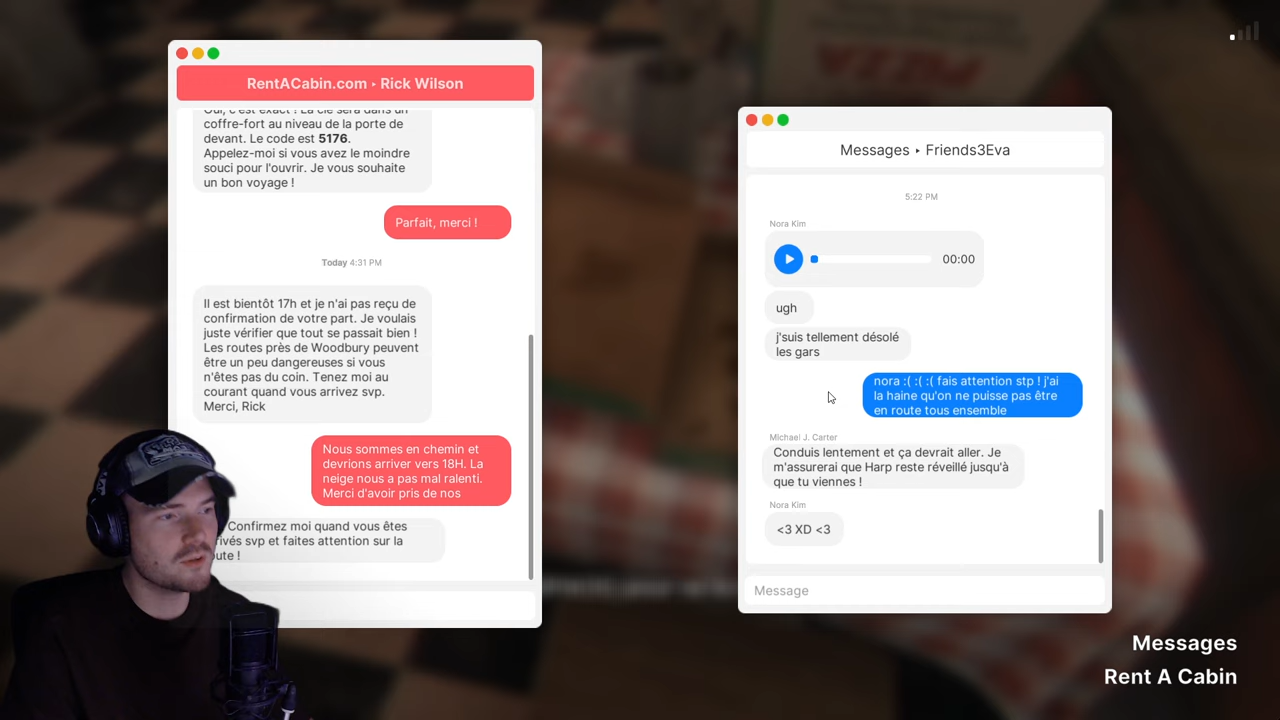 RentACabin.com ▸ Rick Wilson
Oui, c'est exact ! La clé sera dans un
coffre-fort au niveau de la porte de
devant. Le code est 5176.
Appelez-moi si vous avez le moindre
souci pour l'ouvrir. Je vous souhaite
un bon voyage !
Parfait, merci !
Today 4:31 PM
Il est bientôt 17h et je n'ai pas reçu de
confirmation de votre part. Je voulais
juste vérifier que tout se passait bien !
Les routes près de Woodbury peuvent
être un peu dangereuses si vous
n'êtes pas du coin. Tenez moi au
courant quand vous arrivez svp.
Merci, Rick
Nous sommes en chemin et
devrions arriver vers 18H. La
neige nous a pas mal ralenti.
Merci d'avoir pris de nos
Confirmez moi quand vous êtes
svp et faites attention sur la
!
Messages ▸ Friends3Eva
5:22 PM
Nora Kim
00:00
ugh
j'suis tellement désolé
les gars
nora :( :( :( fais attention stp ! j'ai
la haine qu'on ne puisse pas être
en route tous ensemble
Michael J. Carter
Conduis lentement et ça devrait aller. Je
m'assurerai que Harp reste réveillé jusqu'à
que tu viennes !
Nora Kim
<3 XD <3
Message
Messages
Rent A Cabin
PIZZA